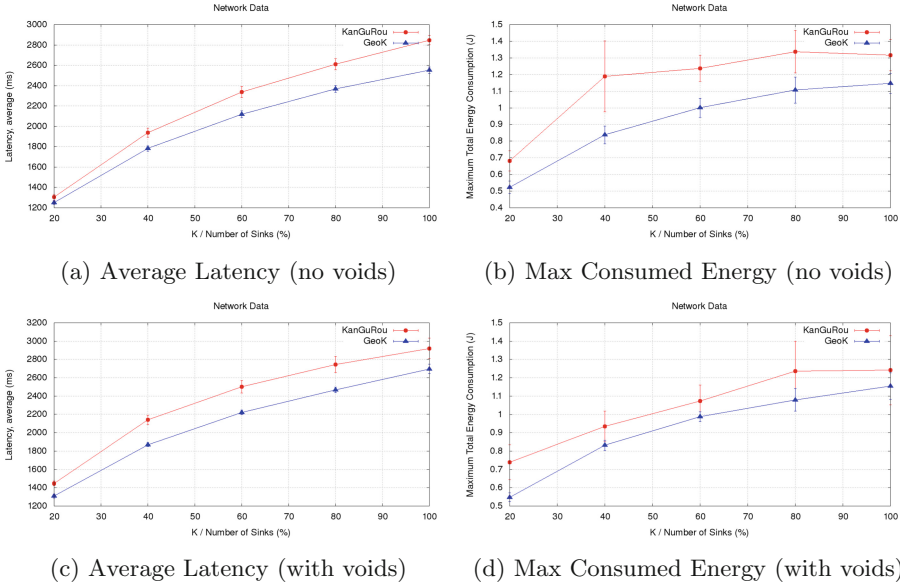 Network Data
KanGuRou
GeoK
Latency, average (ms)
3000
2800
2600
2400
2200
2000
1800
1600
1400
1200
20 30 40 50 60 70 80 90 100
K / Number of Sinks (%)
(a) Average Latency (no voids)
Network Data
KanGuRou
GeoK
Maximum Total Energy Consumption (J)
1.5
1.4
1.3
1.2
1.1
1
0.9
0.8
0.7
0.6
0.5
0.4
20 30 40 50 60 70 80 90 100
K / Number of Sinks (%)
(b) Max Consumed Energy (no voids)
Network Data
KanGuRou
GeoK
Latency, average (ms)
3200
3000
2800
2600
2400
2200
2000
1800
1600
1400
1200
20 30 40 50 60 70 80 90 100
K / Number of Sinks (%)
(c) Average Latency (with voids)
Network Data
KanGuRou
GeoK
Maximum Total Energy Consumption (J)
1.5
1.4
1.3
1.2
1.1
1
0.9
0.8
0.7
0.6
0.5
20 30 40 50 60 70 80 90 100
K / Number of Sinks (%)
(d) Max Consumed Energy (with voids)